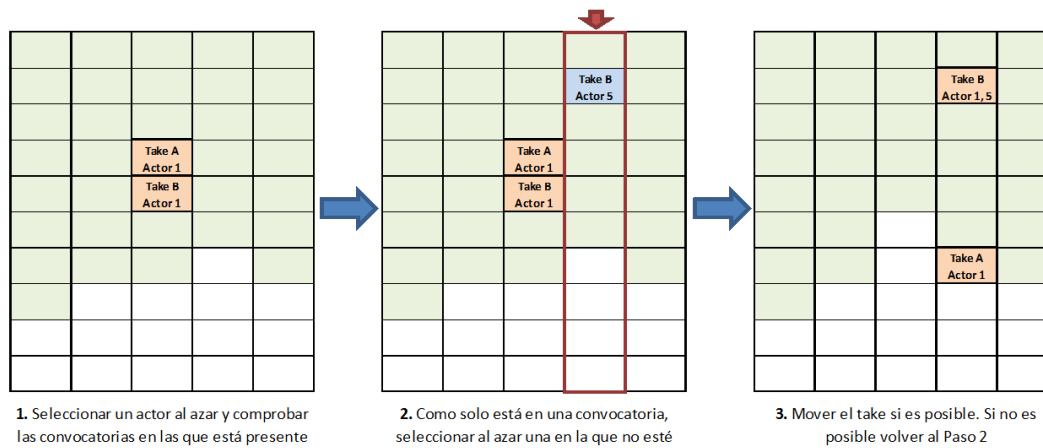 Take A
Actor 1
Take B
Actor 1
1. Seleccionar un actor al azar y comprobar
las convocatorias en las que está presente
Take B
Actor 5
Take A
Actor 1
Take B
Actor 1
2. Como solo está en una convocatoria,
seleccionar al azar una en la que no esté
Take B
Actor 1, 5
Take A
Actor 1
3. Mover el take si es posible. Si no es
posible volver al Paso 2